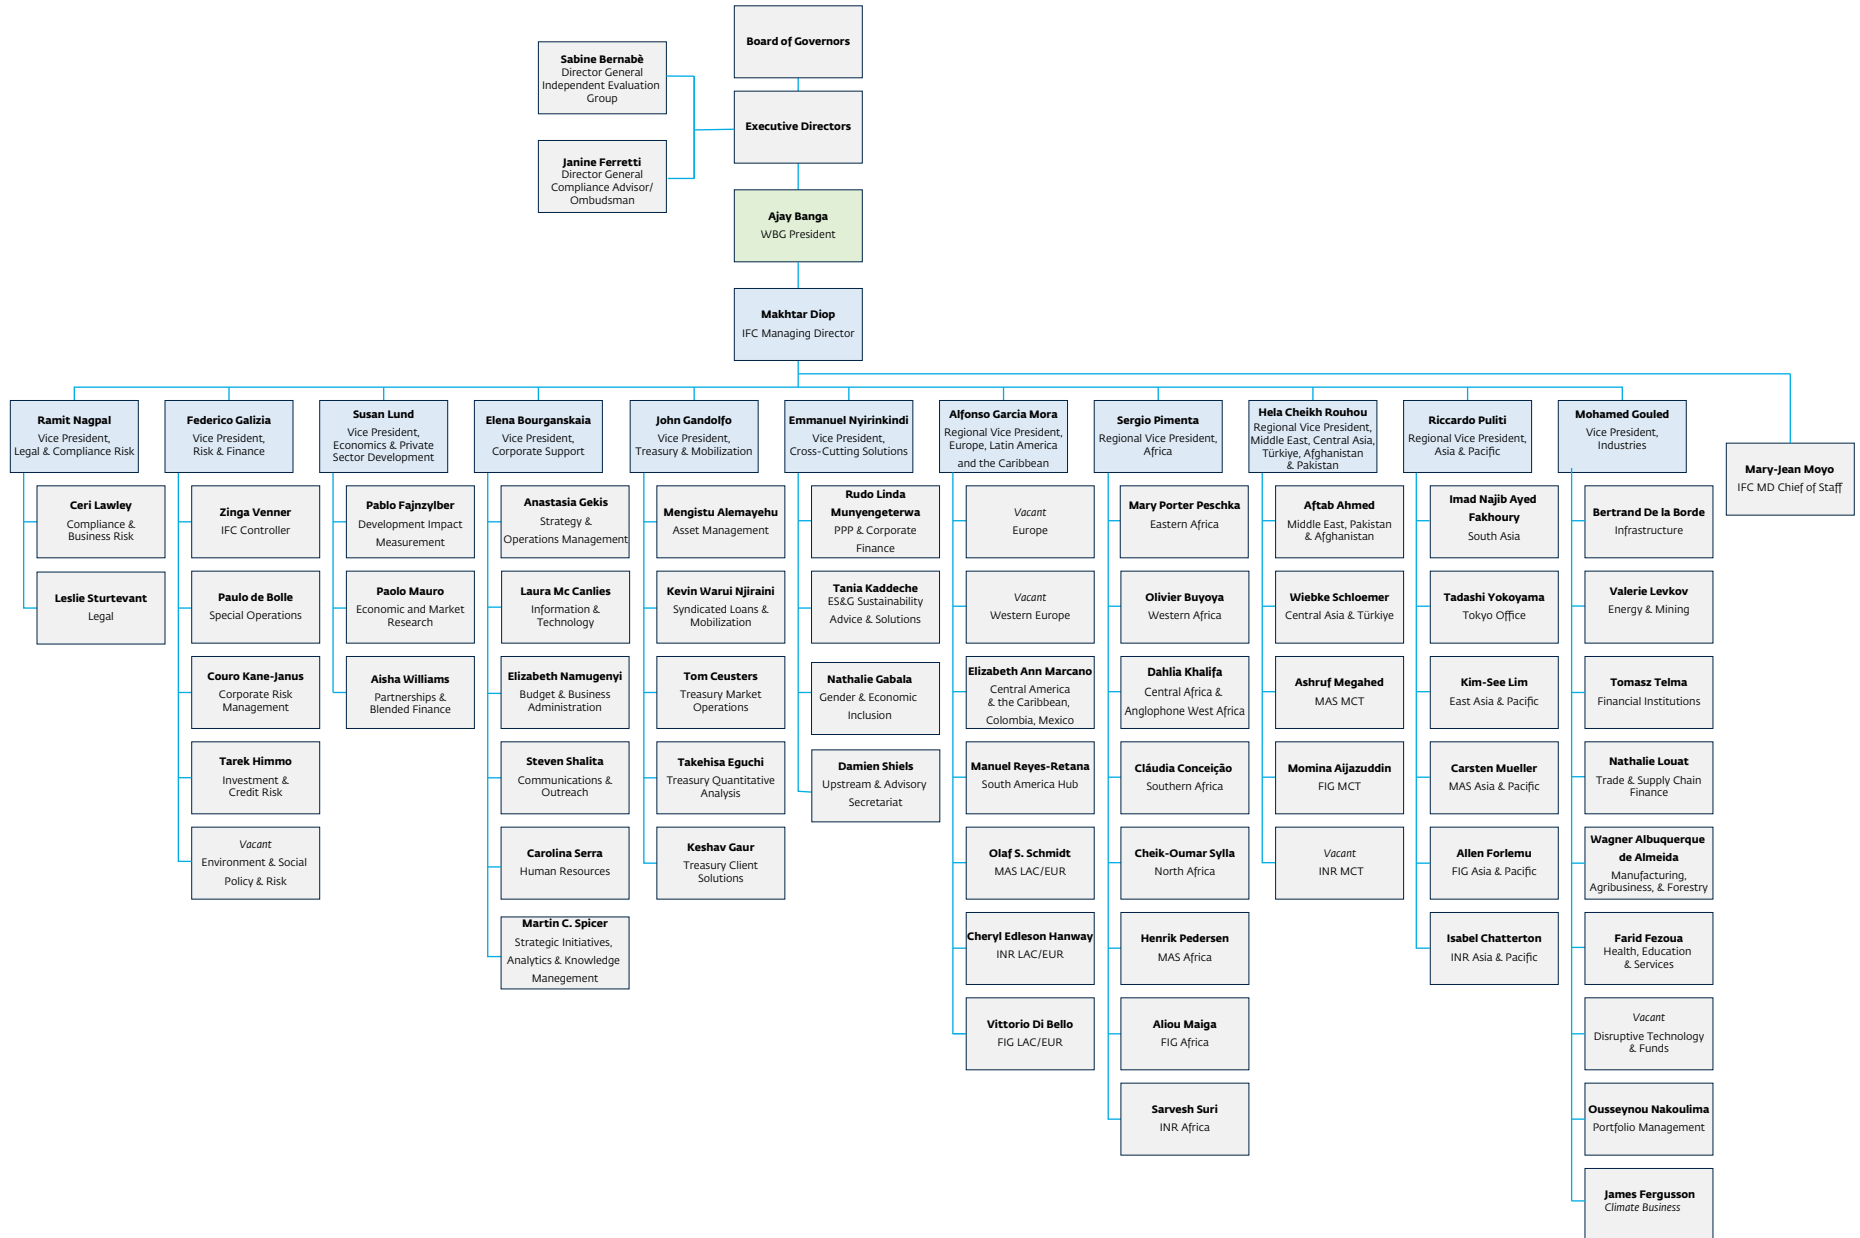 Board of Governors
Sabine Bernabè
Director General
Independent Evaluation
Group
Executive Directors
Janine Ferretti
Director General
Compliance Advisor/
Ombudsman
Ajay Banga
WBG President
Makhtar Diop
IFC Managing Director
Ramit Nagpal
Vice President,
Legal & Compliance Risk
Ceri Lawley
Compliance &
Business Risk
Leslie Sturtevant
Legal
Federico Galizia
Vice President,
Risk & Finance
Zinga Venner
IFC Controller
Paulo de Bolle
Special Operations
Couro Kane-Janus
Corporate Risk
Management
Tarek Himmo
Investment &
Credit Risk
Vacant
Environment & Social
Policy & Risk
Susan Lund
Vice President,
Economics & Private
Sector Development
Pablo Fajnzylber
Development Impact
Measurement
Paolo Mauro
Economic and Market
Research
Aisha Williams
Partnerships &
Blended Finance
Elena Bourganskaia
Vice President,
Corporate Support
Anastasia Gekis
Strategy &
Operations Management
Laura Mc Canlies
Information &
Technology
Elizabeth Namugenyi
Budget & Business
Administration
Steven Shalita
Communications &
Outreach
Carolina Serra
Human Resources
Martin C. Spicer
Strategic Initiatives,
Analytics & Knowledge
Manegement
John Gandolfo
Vice President,
Treasury & Mobilization
Mengistu Alemayehu
Asset Management
Kevin Warui Njiraini
Syndicated Loans &
Mobilization
Tom Ceusters
Treasury Market
Operations
Takehisa Eguchi
Treasury Quantitative
Analysis
Keshav Gaur
Treasury Client
Solutions
Emmanuel Nyirinkindi
Vice President,
Cross-Cutting Solutions
Rudo Linda
Munyengeterwa
PPP & Corporate
Finance
Tania Kaddeche
ES&G Sustainability
Advice & Solutions
Nathalie Gabala
Gender & Economic
Inclusion
Damien Shiels
Upstream & Advisory
Secretariat
Alfonso Garcia Mora
Regional Vice President,
Europe, Latin America
and the Caribbean
Vacant
Europe
Vacant
Western Europe
Elizabeth Ann Marcano
Central America
& the Caribbean,
Colombia, Mexico
Manuel Reyes-Retana
South America Hub
Olaf S. Schmidt
MAS LAC/EUR
Cheryl Edleson Hanway
INR LAC/EUR
Vittorio Di Bello
FIG LAC/EUR
Sergio Pimenta
Regional Vice President,
Africa
Mary Porter Peschka
Eastern Africa
Olivier Buyoya
Western Africa
Dahlia Khalifa
Central Africa &
Anglophone West Africa
Cláudia Conceição
Southern Africa
Cheik-Oumar Sylla
North Africa
Henrik Pedersen
MAS Africa
Aliou Maiga
FIG Africa
Sarvesh Suri
INR Africa
Hela Cheikh Rouhou
Regional Vice President,
Middle East, Central Asia,
Türkiye, Afghanistan
& Pakistan
Aftab Ahmed
Middle East, Pakistan
& Afghanistan
Wiebke Schloemer
Central Asia & Türkiye
Ashruf Megahed
MAS MCT
Momina Aijazuddin
FIG MCT
Vacant
INR MCT
Riccardo Puliti
Regional Vice President,
Asia & Pacific
Imad Najib Ayed
Fakhoury
South Asia
Tadashi Yokoyama
Tokyo Office
Kim-See Lim
East Asia & Pacific
Carsten Mueller
MAS Asia & Pacific
Allen Forlemu
FIG Asia & Pacific
Isabel Chatterton
INR Asia & Pacific
Mohamed Gouled
Vice President,
Industries
Bertrand De la Borde
Infrastructure
Valerie Levkov
Energy & Mining
Tomasz Telma
Financial Institutions
Nathalie Louat
Trade & Supply Chain
Finance
Wagner Albuquerque
de Almeida
Manufacturing,
Agribusiness, & Forestry
Farid Fezoua
Health, Education
& Services
Vacant
Disruptive Technology
& Funds
Ousseynou Nakoulima
Portfolio Management
James Fergusson
Climate Business
Mary-Jean Moyo
IFC MD Chief of Staff